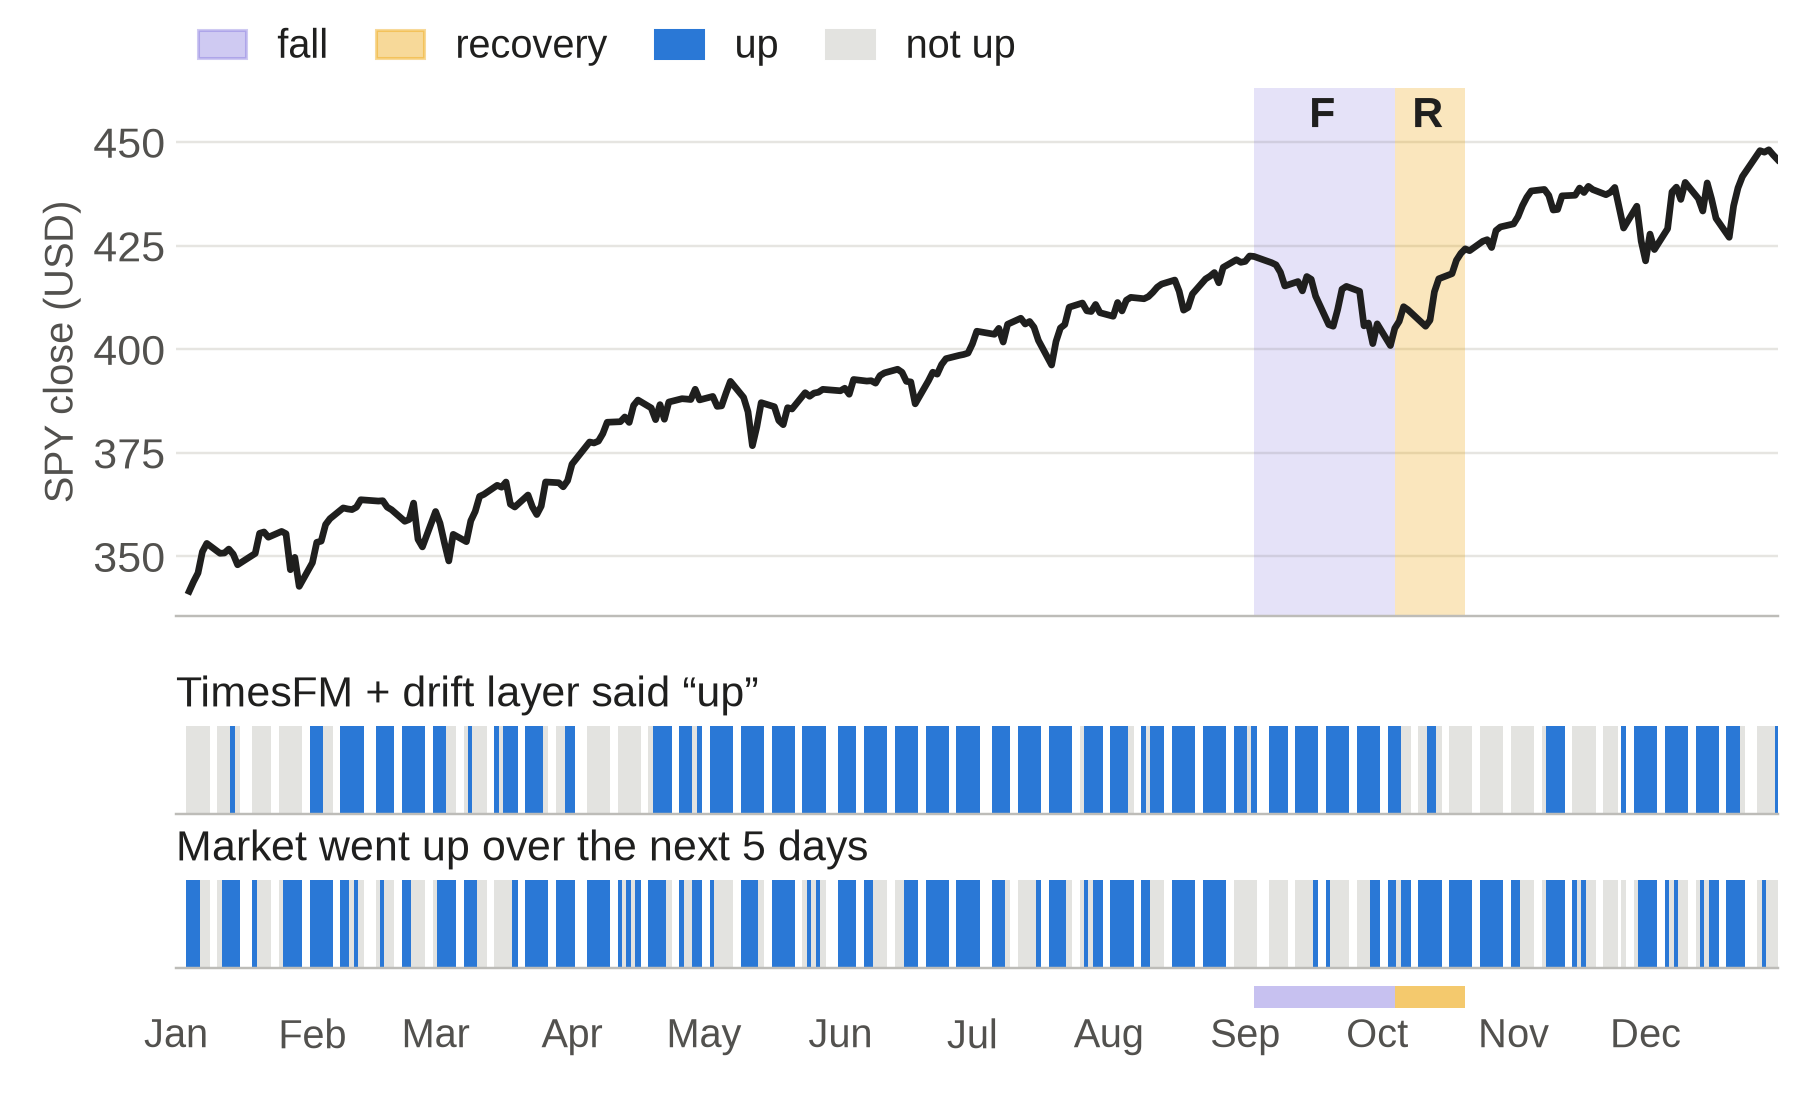 fall recovery up not up
F R
450
425
400
375
350
SPY close (USD)
TimesFM + drift layer said “up”
Market went up over the next 5 days
Jan Feb Mar Apr May Jun Jul Aug Sep Oct Nov Dec